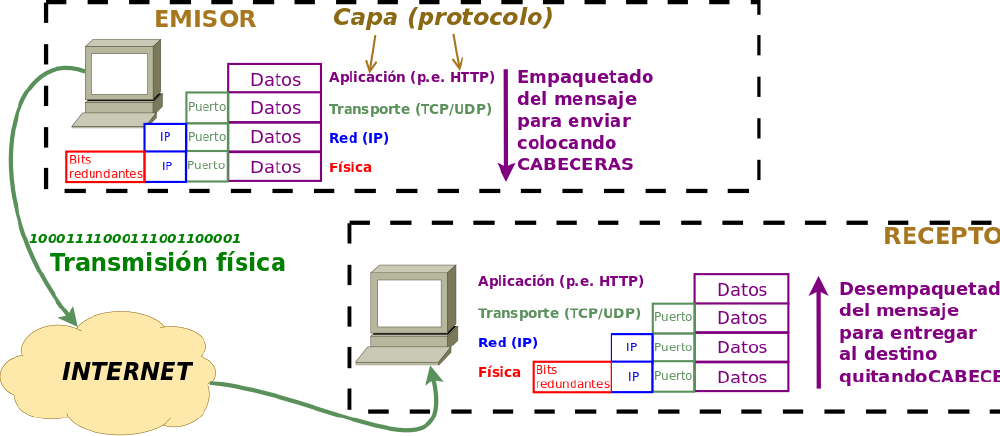 EMISOR
Capa (protocolo)
Datos
Aplicación (p.e. HTTP)
Puerto
Datos
Transporte (TCP/UDP)
IP
Puerto
Datos
Red (IP)
Bits
redundantes
IP
Puerto
Datos
Física
Empaquetado
del mensaje
para enviar
colocando
CABECERAS
10001111000111001100001
Transmisión física
INTERNET
RECEPTO
Aplicación (p.e. HTTP)
Datos
Transporte (TCP/UDP)
Puerto
Datos
Red (IP)
IP
Puerto
Datos
Física
Bits
redundantes
IP
Puerto
Datos
Desempaquetad
del mensaje
para entregar
al destino
quitandoCABECE